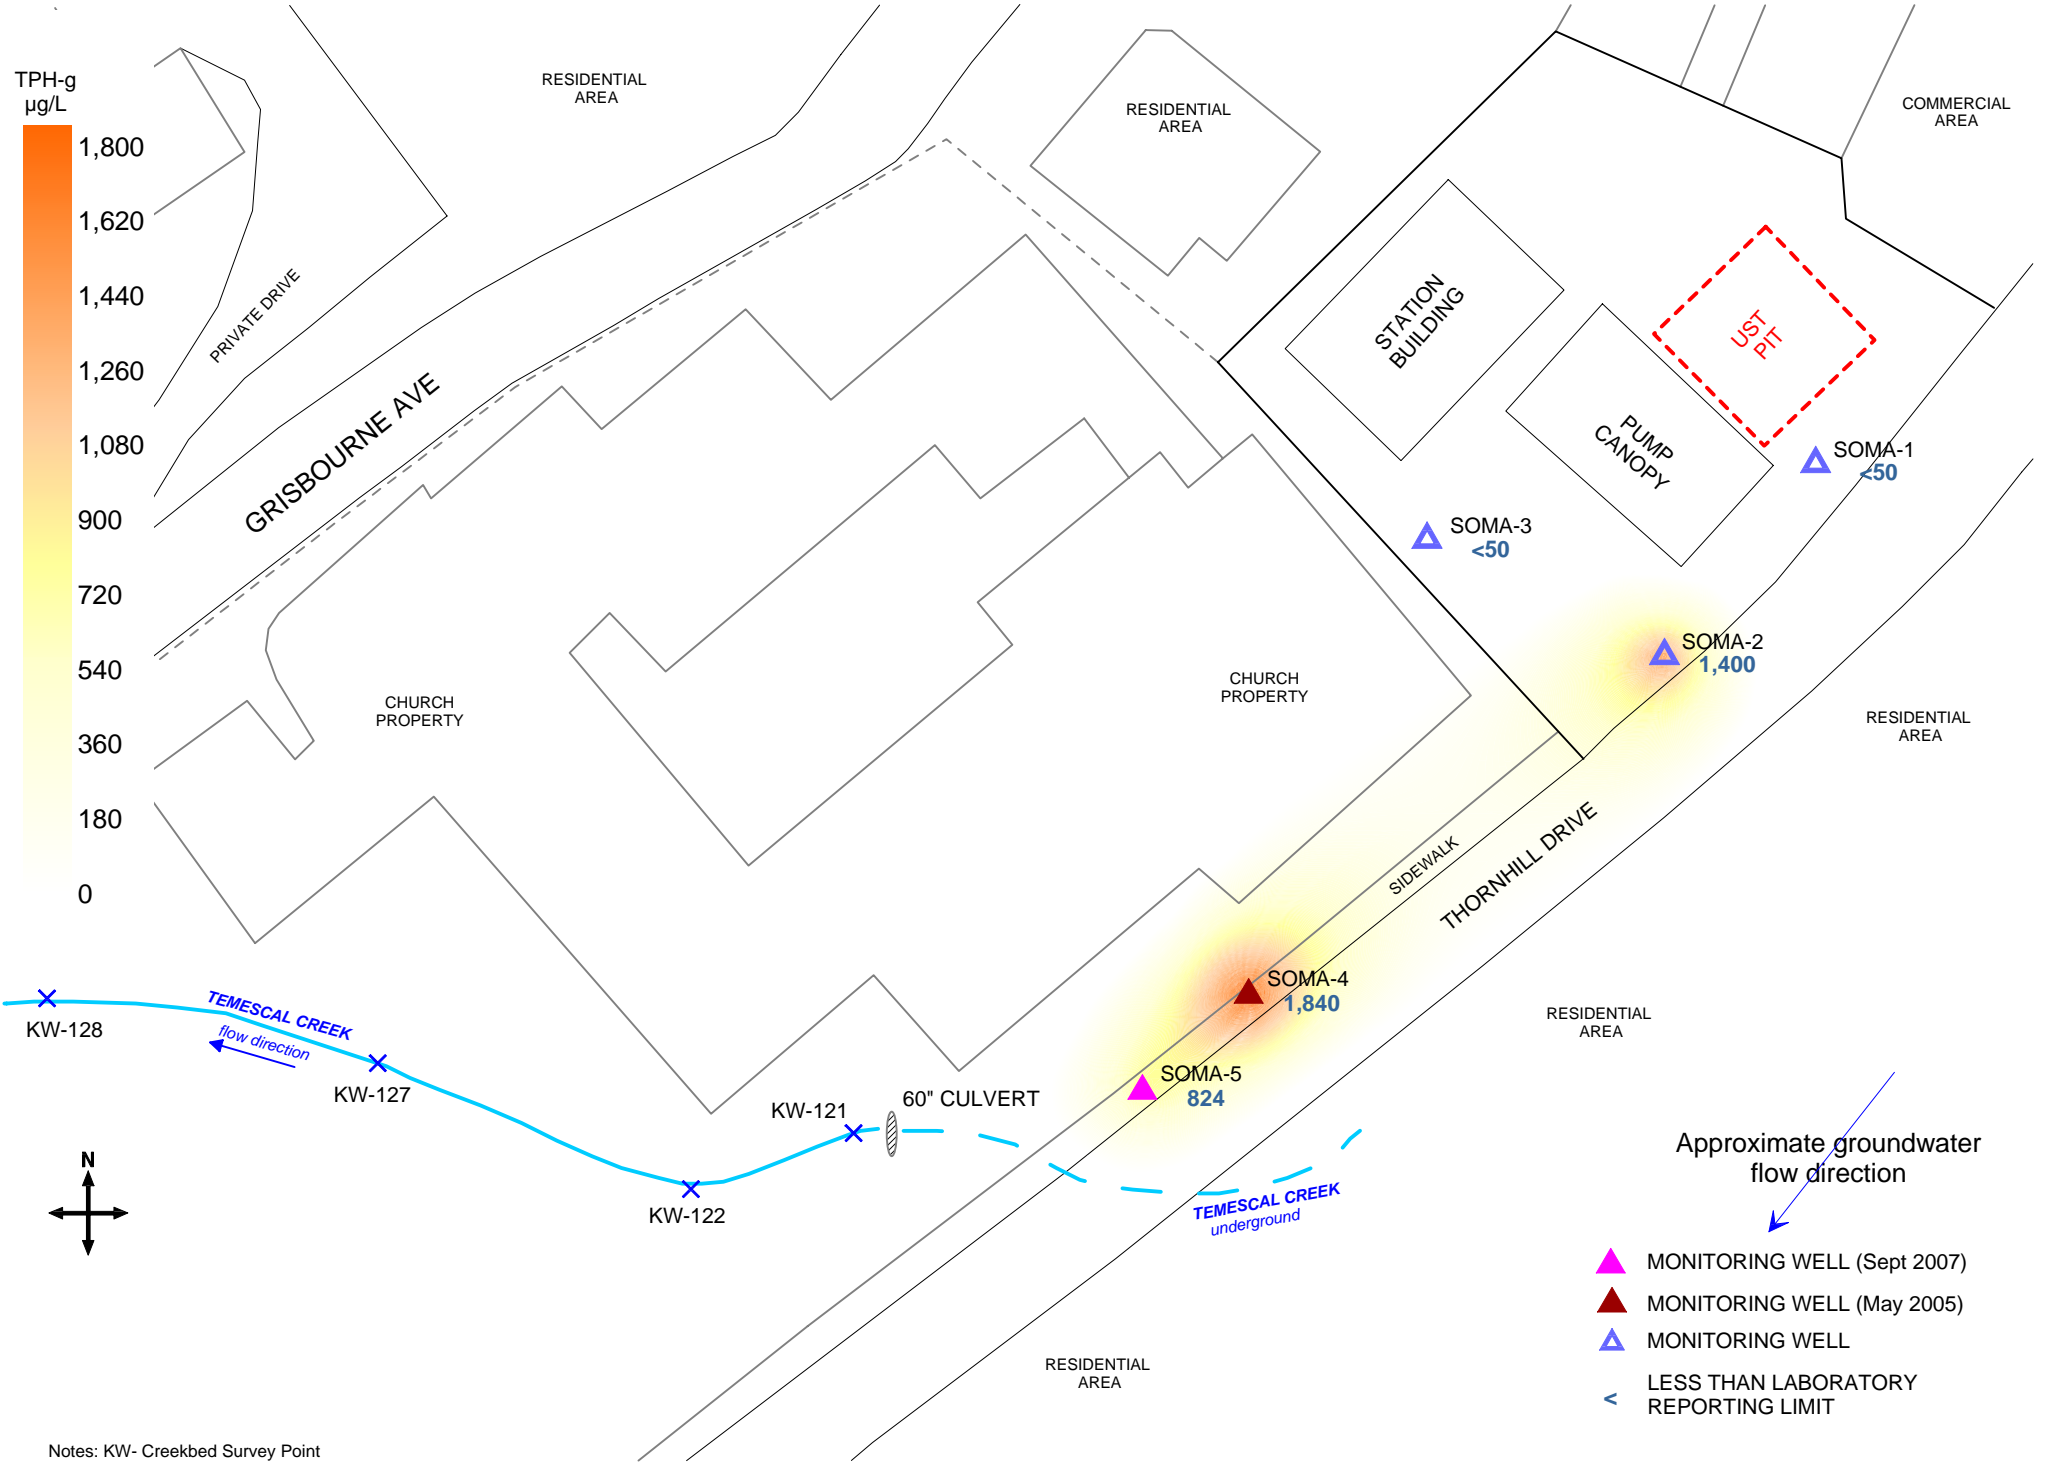 TPH-g
µg/L
1,800
1,620
1,440
1,260
1,080
900
720
540
360
180
0
RESIDENTIAL
AREA
RESIDENTIAL
AREA
COMMERCIAL
AREA
PRIVATE DRIVE
GRISBOURNE AVE
STATION
BUILDING
UST
PIT
PUMP
CANOPY
SOMA-1
<50
SOMA-3
<50
SOMA-2
1,400
CHURCH
PROPERTY
CHURCH
PROPERTY
RESIDENTIAL
AREA
SIDEWALK
THORNHILL DRIVE
SOMA-4
1,840
RESIDENTIAL
AREA
SOMA-5
824
KW-128
TEMESCAL CREEK
flow direction
KW-127
KW-121
60" CULVERT
KW-122
TEMESCAL CREEK
underground
N
Approximate groundwater
flow direction
MONITORING WELL (Sept 2007)
MONITORING WELL (May 2005)
MONITORING WELL
< LESS THAN LABORATORY
REPORTING LIMIT
RESIDENTIAL
AREA
Notes: KW- Creekbed Survey Point